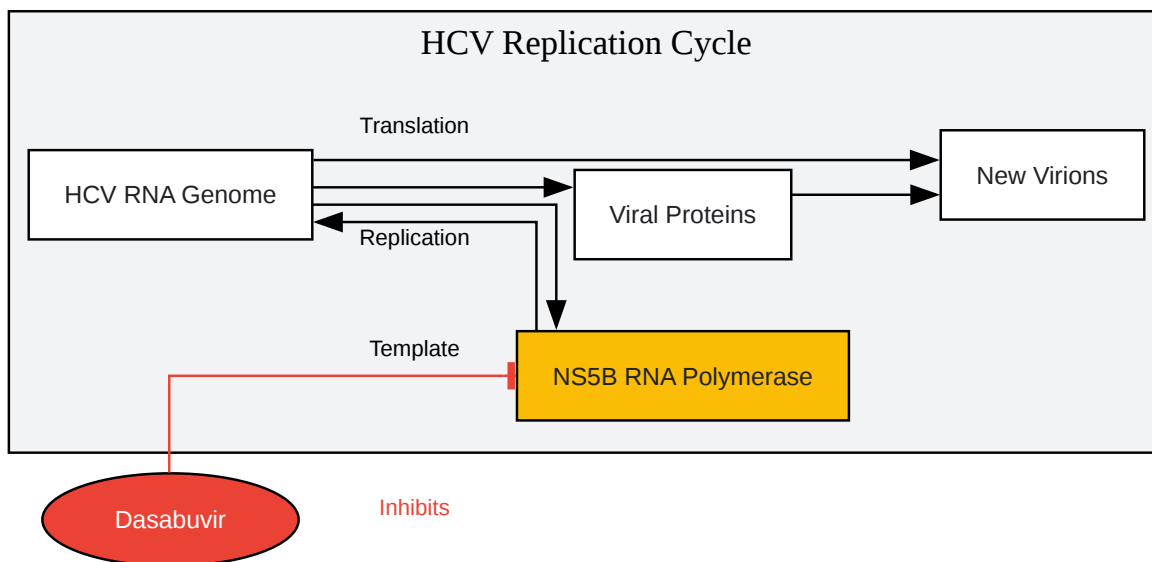 HCV Replication Cycle
Translation
HCV RNA Genome
New Virions
Viral Proteins
Replication
Template
NS5B RNA Polymerase
Dasabuvir
Inhibits